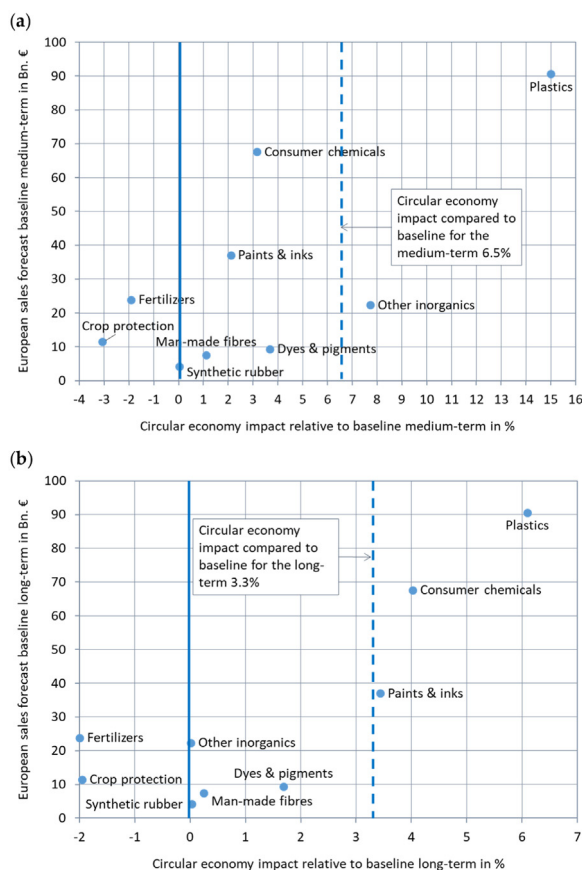 (a)
European sales forecast baseline medium-term in Bn. €
100
90
80
70
60
50
40
30
20
10
0
Plastics
Consumer chemicals
Circular economy
impact compared to
baseline for the
medium-term 6.5%
Paints & inks
Fertilizers
Other inorganics
Crop protection
Man-made fibres
Dyes & pigments
Synthetic rubber
-4 -3 -2 -1 0 1 2 3 4 5 6 7 8 9 10 11 12 13 14 15 16
Circular economy impact relative to baseline medium-term in %
(b)
European sales forecast baseline long-term in Bn. €
100
90
80
70
60
50
40
30
20
10
0
Circular economy
impact compared to
baseline for the long-
term 3.3%
Plastics
Consumer chemicals
Paints & inks
Fertilizers
Other inorganics
Crop protection
Dyes & pigments
Synthetic rubber
Man-made fibres
-2 -1 0 1 2 3 4 5 6 7
Circular economy impact relative to baseline long-term in %